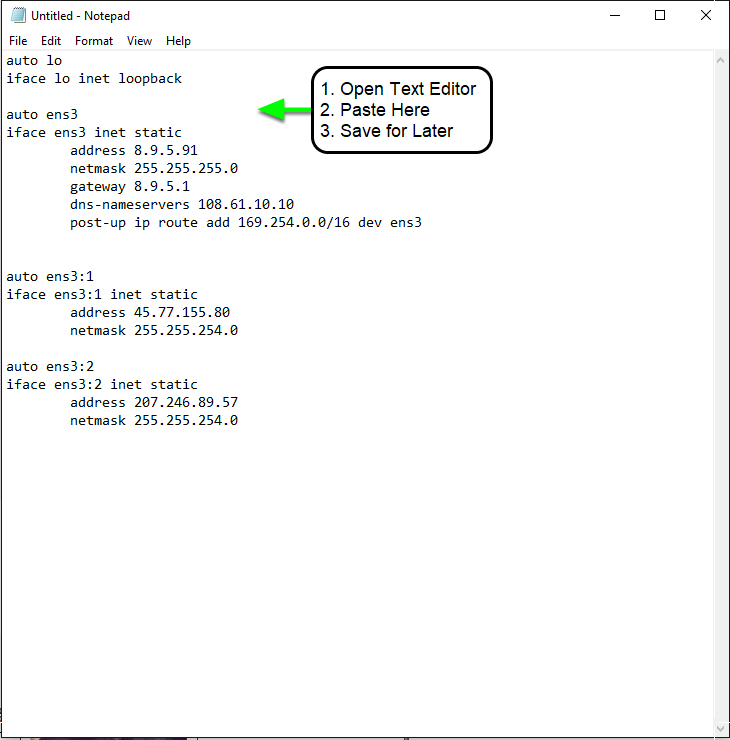 Untitled - Notepad
File Edit Format View Help
auto lo
iface lo inet loopback
auto ens3
iface ens3 inet static
address 8.9.5.91
netmask 255.255.255.0
gateway 8.9.5.1
dns-nameservers 108.61.10.10
post-up ip route add 169.254.0.0/16 dev ens3
auto ens3:1
iface ens3:1 inet static
address 45.77.155.80
netmask 255.255.254.0
auto ens3:2
iface ens3:2 inet static
address 207.246.89.57
netmask 255.255.254.0
1. Open Text Editor
2. Paste Here
3. Save for Later